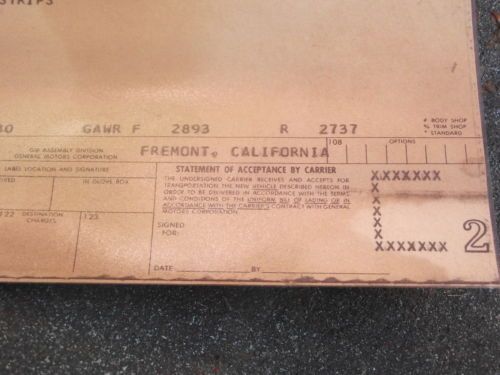 STRIPS
GAWR F 2893 R 2737
# BODY SHOP
% TRIM SHOP
* STANDARD
GM ASSEMBLY DIVISION
GENERAL MOTORS CORPORATION
FREMONT, CALIFORNIA
108
OPTIONS
LABEL LOCATION AND SIGNATURE
IN GLOVE BOX
122 DESTINATION CHARGES
123
STATEMENT OF ACCEPTANCE BY CARRIER
THE UNDERSIGNED CARRIER RECEIVES AND ACCEPTS FOR
TRANSPORTATION THE NEW VEHICLE DESCRIBED HEREON IN
ORDER TO BE DELIVERED IN ACCORDANCE WITH THE TERMS
AND CONDITIONS OF THE UNIFORM BILL OF LADING OR IN
ACCORDANCE WITH THE CARRIER'S CONTRACT WITH GENERAL
MOTORS CORPORATION.
SIGNED
FOR:
DATE BY
XXXXXXXX
X
X
X
X
XXXXXXXX
2